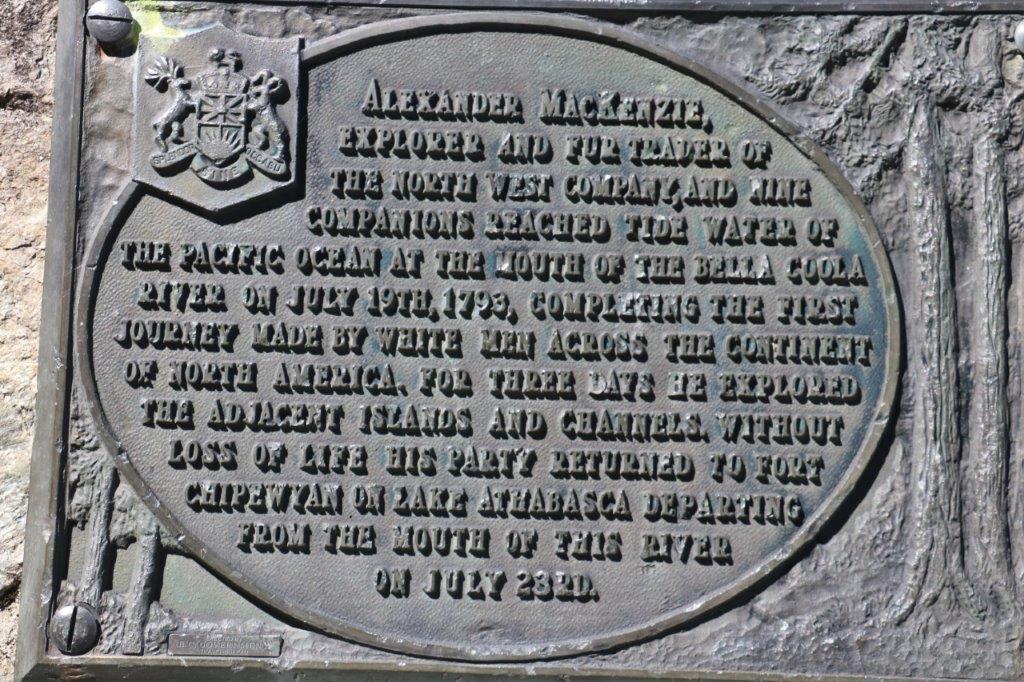 SPLENDOR SINE OCCASU
ALEXANDER MACKENZIE,
EXPLORER AND FUR TRADER OF
THE NORTH WEST COMPANY, AND NINE
COMPANIONS REACHED TIDE WATER OF
THE PACIFIC OCEAN AT THE MOUTH OF THE BELLA COOLA
RIVER ON JULY 19TH, 1793, COMPLETING THE FIRST
JOURNEY MADE BY WHITE MEN ACROSS THE CONTINENT
OF NORTH AMERICA. FOR THREE DAYS HE EXPLORED
THE ADJACENT ISLANDS AND CHANNELS. WITHOUT
LOSS OF LIFE HIS PARTY RETURNED TO FORT
CHIPEWYAN ON LAKE ATHABASCA DEPARTING
FROM THE MOUTH OF THIS RIVER
ON JULY 23RD.
B.C. GOVERNMENT